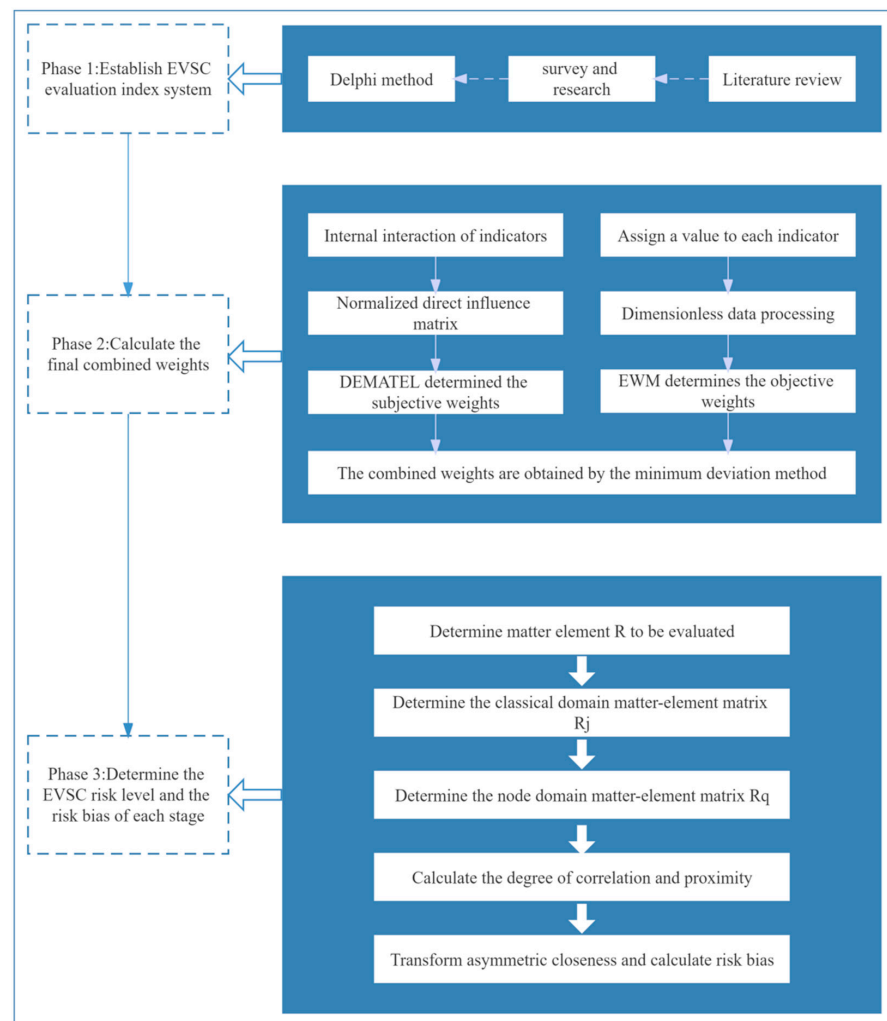 Phase 1:Establish EVSC
evaluation index system
Delphi method
survey and
research
Literature review
Phase 2:Calculate the
final combined weights
Internal interaction of indicators
Assign a value to each indicator
Normalized direct influence
matrix
Dimensionless data processing
DEMATEL determined the
subjective weights
EWM determines the objective
weights
The combined weights are obtained by the minimum deviation method
Phase 3:Determine the
EVSC risk level and the
risk bias of each stage
Determine matter element R to be evaluated
Determine the classical domain matter-element matrix
Rj
Determine the node domain matter-element matrix Rq
Calculate the degree of correlation and proximity
Transform asymmetric closeness and calculate risk bias